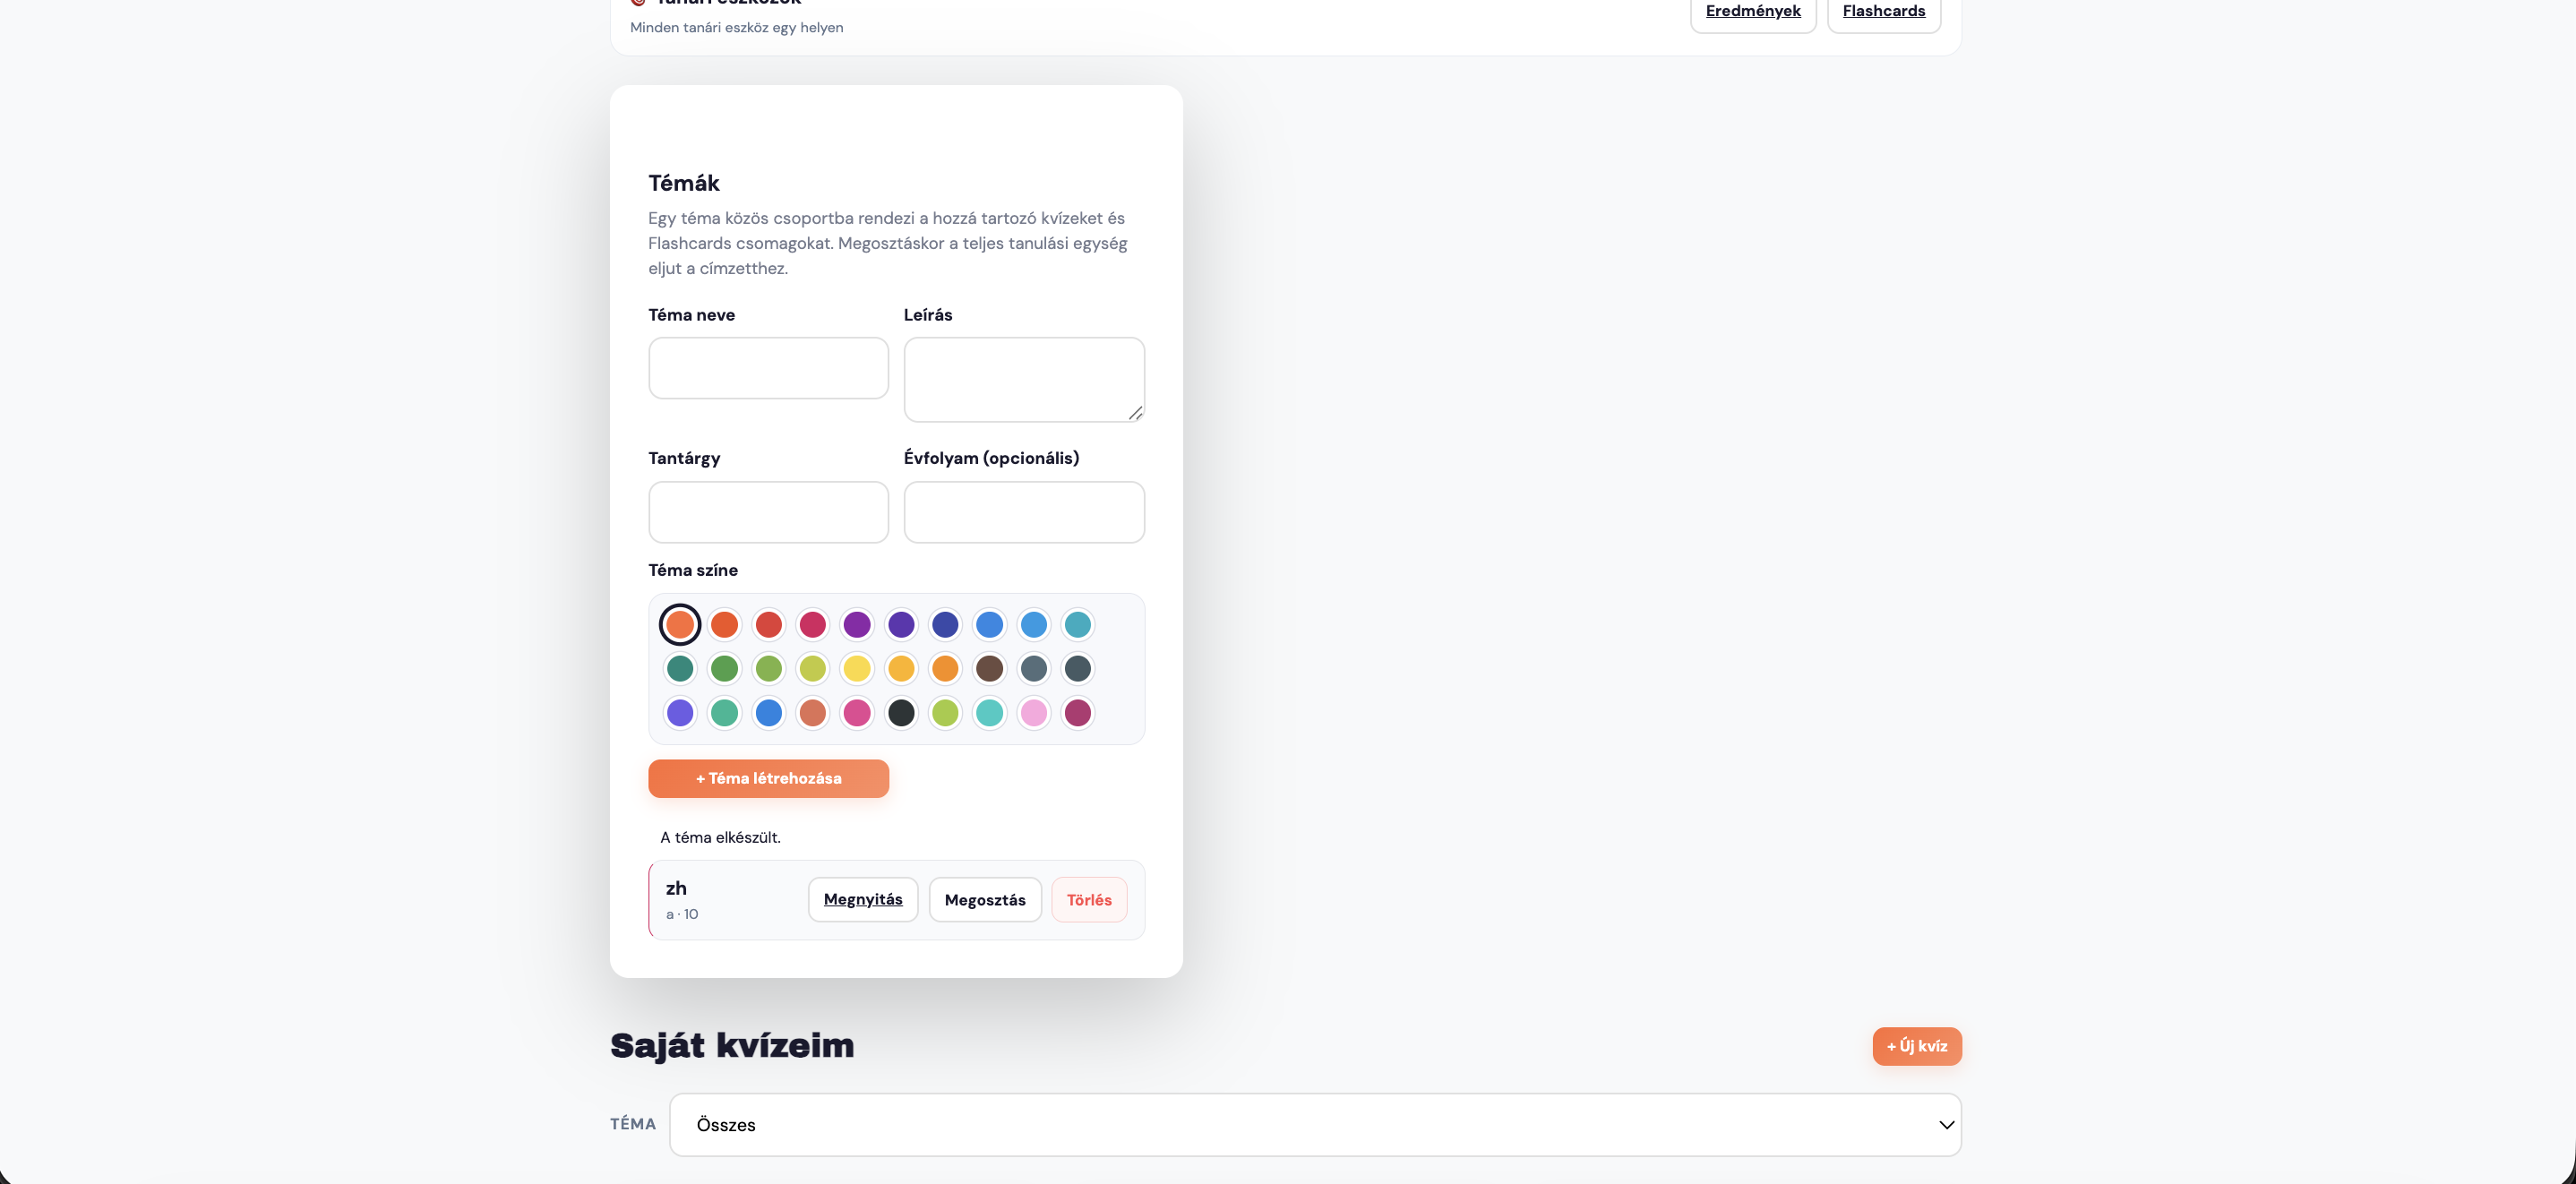 Tanári eszközök
Minden tanári eszköz egy helyen
Eredmények
Flashcards
Témák
Egy téma közös csoportba rendezi a hozzá tartozó kvízeket és
Flashcards csomagokat. Megosztáskor a teljes tanulási egység
eljut a címzetthez.
Téma neve
Leírás
Tantárgy
Évfolyam (opcionális)
Téma színe
+ Téma létrehozása
A téma elkészült.
zh
a · 10
Megnyitás
Megosztás
Törlés
Saját kvízeim
+ Új kvíz
TÉMA
Összes